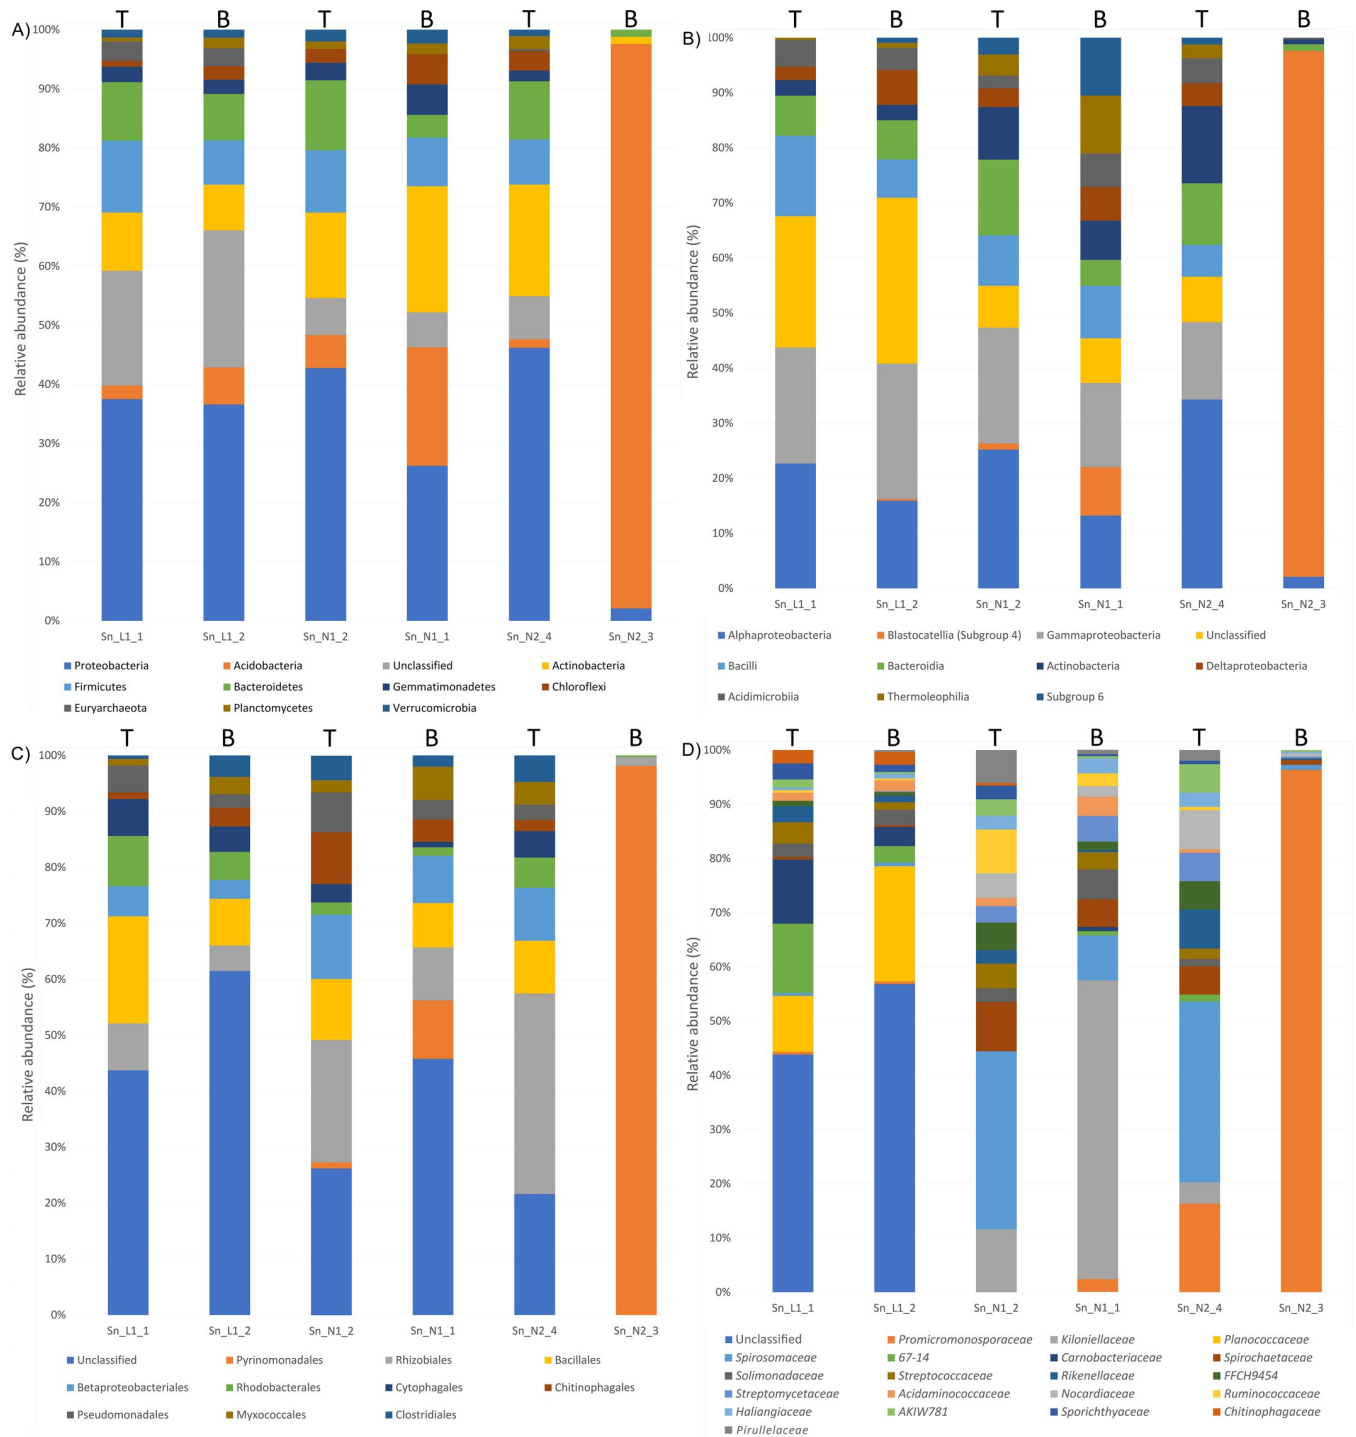 A)
T B T B T B
100%
90%
80%
70%
60%
50%
40%
30%
20%
10%
0%
Relative abundance (%)
Sn_L1_1 Sn_L1_2 Sn_N1_2 Sn_N1_1 Sn_N2_4 Sn_N2_3
Proteobacteria Acidobacteria Unclassified Actinobacteria
Firmicutes Bacteroidetes Gemmatimonadetes Chloroflexi
Euryarchaeota Planctomycetes Verrucomicrobia
B)
T B T B T B
100%
90%
80%
70%
60%
50%
40%
30%
20%
10%
0%
Relative abundance (%)
Sn_L1_1 Sn_L1_2 Sn_N1_2 Sn_N1_1 Sn_N2_4 Sn_N2_3
Alphaproteobacteria Blastocatellia (Subgroup 4) Gammaproteobacteria Unclassified
Bacilli Bacteroidia Actinobacteria Deltaproteobacteria
Acidimicrobiia Thermoleophilia Subgroup 6
C)
T B T B T B
100%
90%
80%
70%
60%
50%
40%
30%
20%
10%
0%
Relative abundance (%)
Sn_L1_1 Sn_L1_2 Sn_N1_2 Sn_N1_1 Sn_N2_4 Sn_N2_3
Unclassified Pyrinomonadales Rhizobiales Bacillales
Betaproteobacteriales Rhodobacterales Cytophagales Chitinophagales
Pseudomonadales Myxococcales Clostridiales
D)
T B T B T B
100%
90%
80%
70%
60%
50%
40%
30%
20%
10%
0%
Relative abundance (%)
Sn_L1_1 Sn_L1_2 Sn_N1_2 Sn_N1_1 Sn_N2_4 Sn_N2_3
Unclassified Promicromonosporaceae Kiloniellaceae Planococcaceae
Spirosomaceae 67-14 Carnobacteriaceae Spirochaetaceae
Solimonadaceae Streptococcaceae Rikenellaceae FFCH9454
Streptomycetaceae Acidaminococcaceae Nocardiaceae Ruminococcaceae
Haliangiaceae AKIW781 Sporichthyaceae Chitinophagaceae
Pirullelaceae